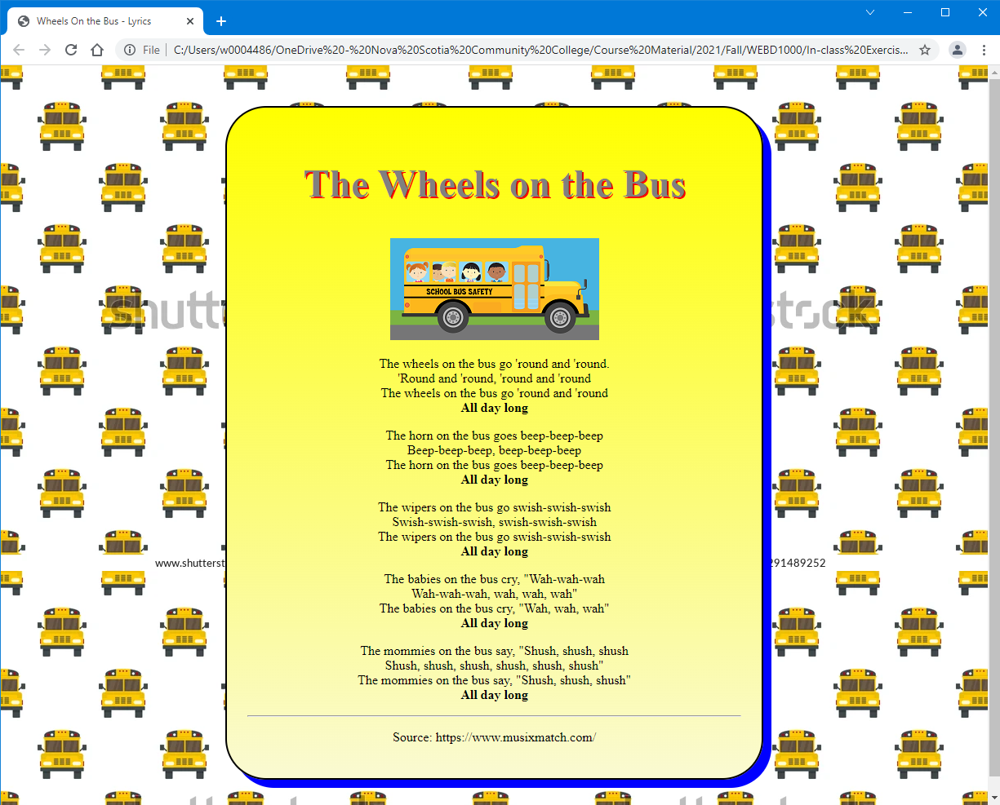 Wheels On the Bus - Lyrics
File
C:/Users/w0004486/OneDrive%20-%20Nova%20Scotia%20Community%20College/Course%20Material/2021/Fall/WEBD1000/In-class%20Exercis...
The Wheels on the Bus
SCHOOL BUS SAFETY
shutt
stock
The wheels on the bus go 'round and 'round.
'Round and 'round, 'round and 'round
The wheels on the bus go 'round and 'round
All day long
The horn on the bus goes beep-beep-beep
Beep-beep-beep, beep-beep-beep
The horn on the bus goes beep-beep-beep
All day long
The wipers on the bus go swish-swish-swish
Swish-swish-swish, swish-swish-swish
The wipers on the bus go swish-swish-swish
All day long
www.shutterst
291489252
The babies on the bus cry, "Wah-wah-wah
Wah-wah-wah, wah, wah, wah"
The babies on the bus cry, "Wah, wah, wah"
All day long
The mommies on the bus say, "Shush, shush, shush
Shush, shush, shush, shush, shush, shush"
The mommies on the bus say, "Shush, shush, shush"
All day long
Source: https://www.musixmatch.com/